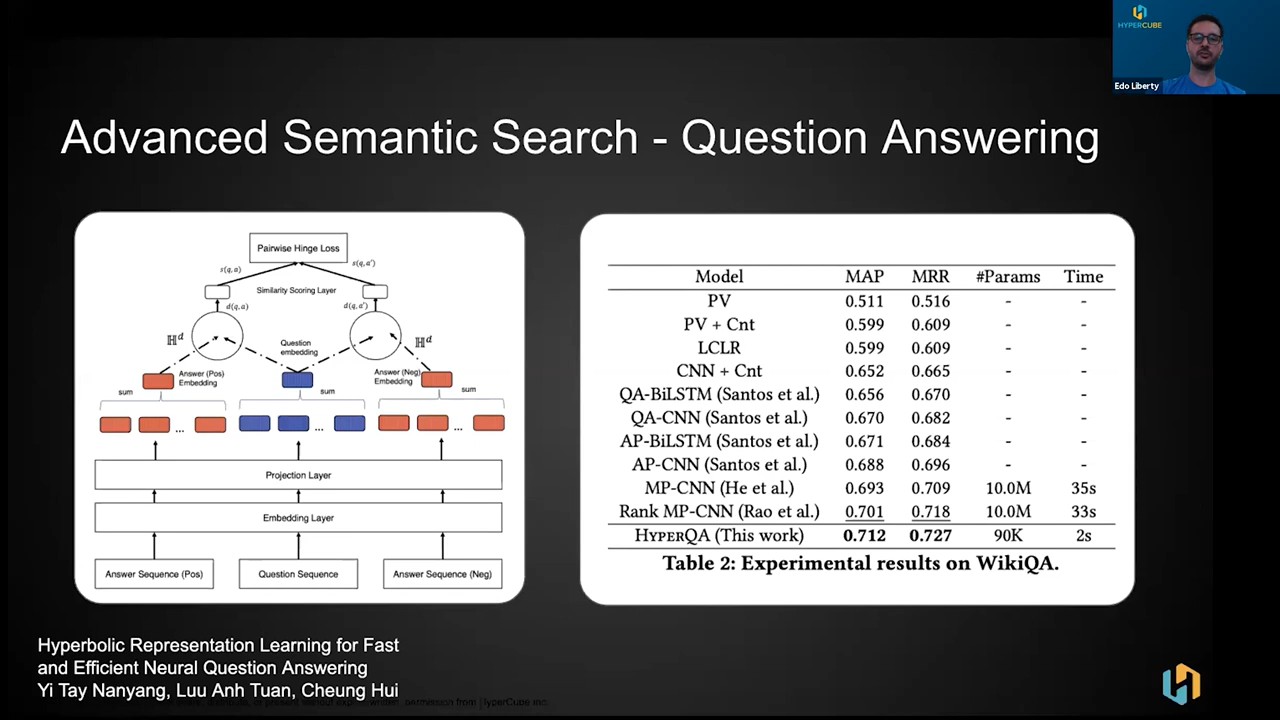 HYPERCUBE
Edo Liberty
Advanced Semantic Search - Question Answering
Pairwise Hinge Loss
s(q,a)
s(q,a')
Similarity Scoring Layer
d(q,a)
d(q,a')
ℍᵈ
ℍᵈ
Question
embedding
Answer (Pos)
Embedding
Answer (Neg)
Embedding
sum
sum
sum
...
...
...
Projection Layer
Embedding Layer
Answer Sequence (Pos)
Question Sequence
Answer Sequence (Neg)
Model MAP MRR #Params Time
PV 0.511 0.516 - -
PV + Cnt 0.599 0.609 - -
LCLR 0.599 0.609 - -
CNN + Cnt 0.652 0.665 - -
QA-BiLSTM (Santos et al.) 0.656 0.670 - -
QA-CNN (Santos et al.) 0.670 0.682 - -
AP-BiLSTM (Santos et al.) 0.671 0.684 - -
AP-CNN (Santos et al.) 0.688 0.696 - -
MP-CNN (He et al.) 0.693 0.709 10.0M 35s
Rank MP-CNN (Rao et al.) 0.701 0.718 10.0M 33s
HYPERQA (This work) 0.712 0.727 90K 2s
Table 2: Experimental results on WikiQA.
Hyperbolic Representation Learning for Fast
and Efficient Neural Question Answering
Yi Tay Nanyang, Luu Anh Tuan, Cheung Hui
permission from HyperCube Inc.